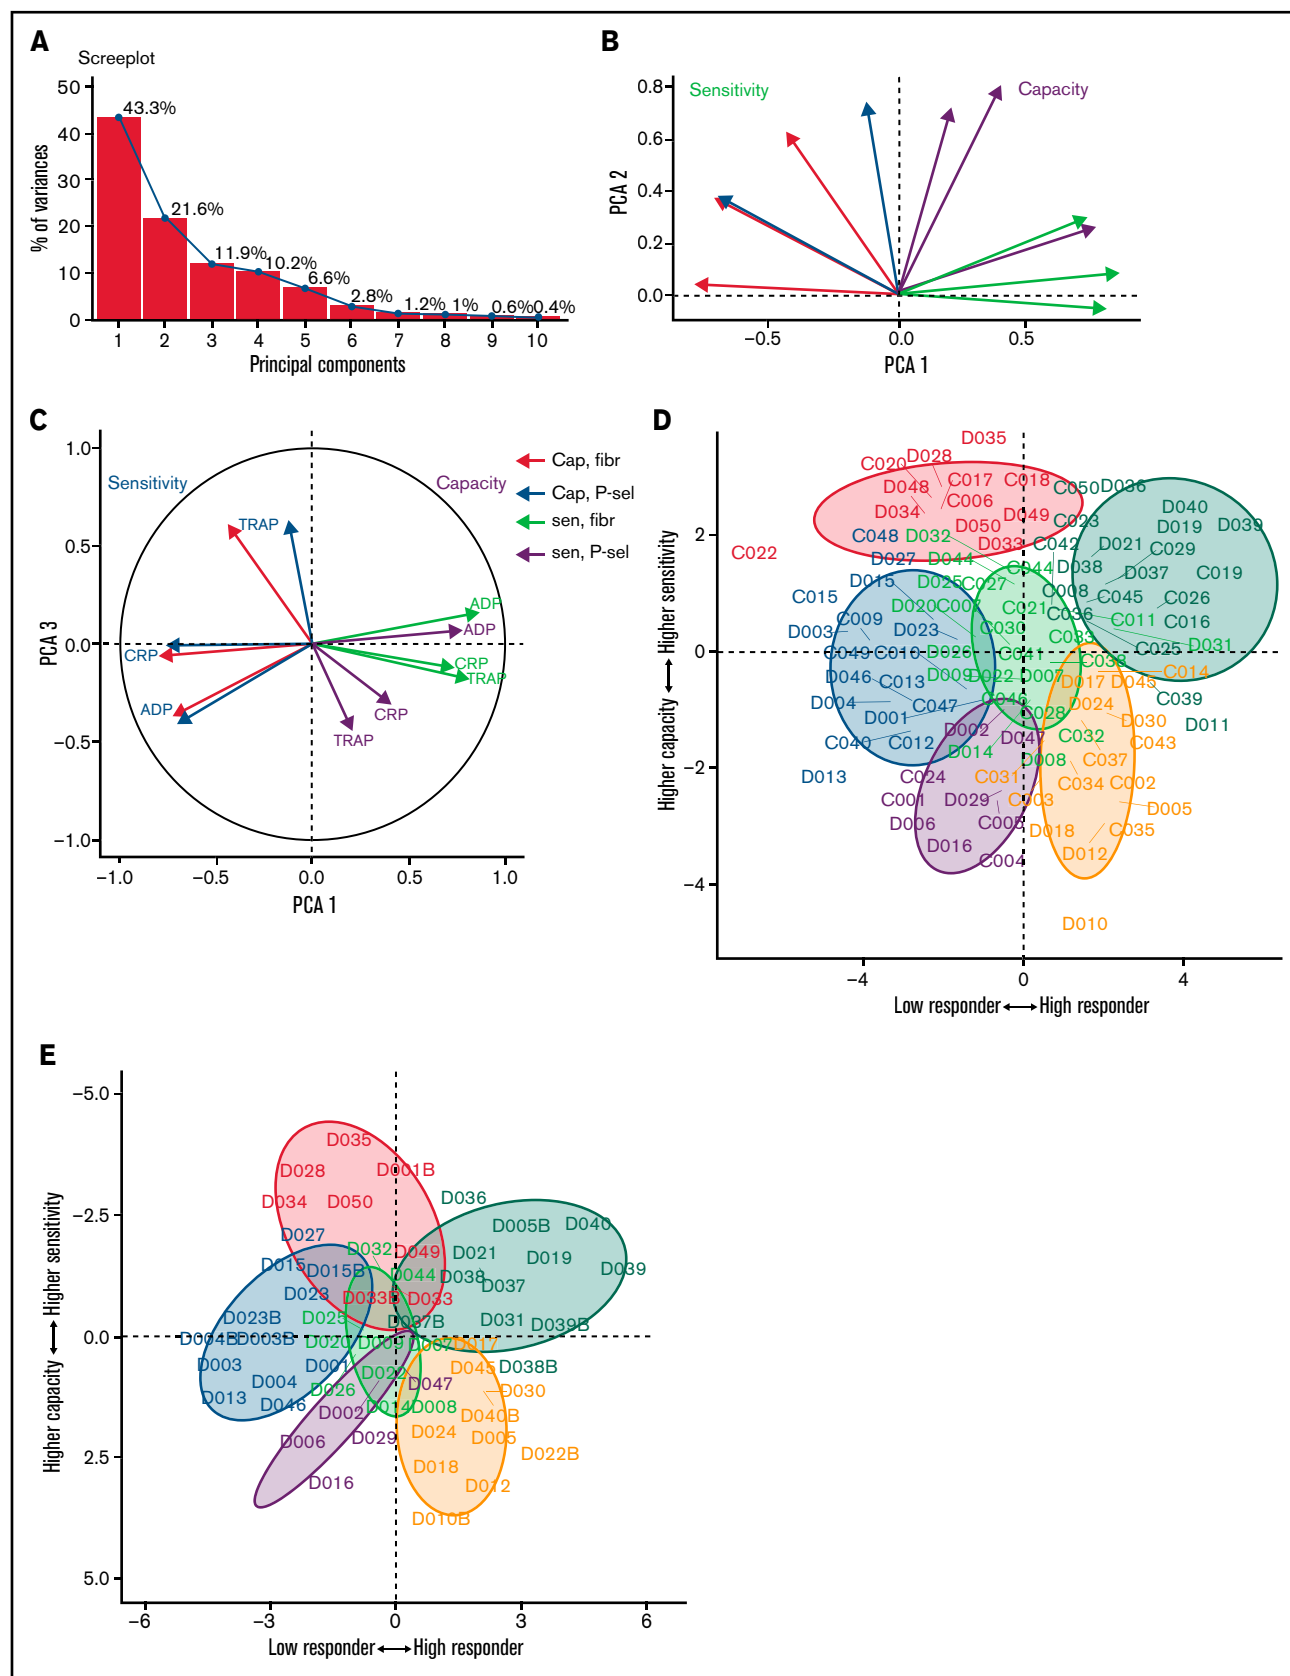 A
Screeplot
% of variances
50
40
30
20
10
0
43.3%
21.6%
11.9%
10.2%
6.6%
2.8%
1.2%
1%
0.6%
0.4%
1 2 3 4 5 6 7 8 9 10
Principal components
B
Sensitivity
Capacity
PCA 2
0.8
0.6
0.4
0.2
0.0
−0.5 0.0 0.5
PCA 1
C
Sensitivity
Capacity
PCA 3
1.0
0.5
0.0
−0.5
−1.0
TRAP
ADP
ADP
CRP
CRP
TRAP
ADP
CRP
TRAP
−1.0 −0.5 0.0 0.5 1.0
PCA 1
Cap, fibr
Cap, P-sel
sen, fibr
sen, P-sel
D
Higher capacity ⟷ Higher sensitivity
2
0
−2
−4
D035
C020 D028
D048 C017 C018 C050 D036
C006
D034 D049 D040
D050 C023 D019 D039
C048 D032 D033 C042 D021
C022 D027 D044 C044 D038 C029
D037 C019
D015 D025 C027 C008
C015 D020 C007 C021 C045 C026
C009 C036 C011 C016
D003 D023 C030 C033 D031
C049 C010 D026 C041 C025
C038
D046 C013 D009 D022 D007 D017 D045 C014
D004 C047 C046 D024 C039
D001 C028 D030 D011
C040 C012 D002 D047 C032 C043
D014 D008 C037
D013 C024 C031 C034 C002
C001 D029 C003 D005
D006 C005 D018 C035
D016 C004 D012
D010
−4 0 4
Low responder ⟷ High responder
E
Higher capacity ⟷ Higher sensitivity
−5.0
−2.5
0.0
2.5
5.0
D035
D028 D001B
D034 D050 D036
D027 D005B D040
D032 D049 D021 D019
D015 D015B D044 D038 D039
D023 D033B D033 D037
D023B D025 D037B D031 D039B
D004B D003B D020 D009 D007 D017
D003 D001 D045 D038B
D004 D026 D022 D047 D030
D013 D046 D002 D014 D008 D040B
D006 D029 D024 D005
D022B
D016 D018 D012
D010B
−6 −3 0 3 6
Low responder ⟷ High responder